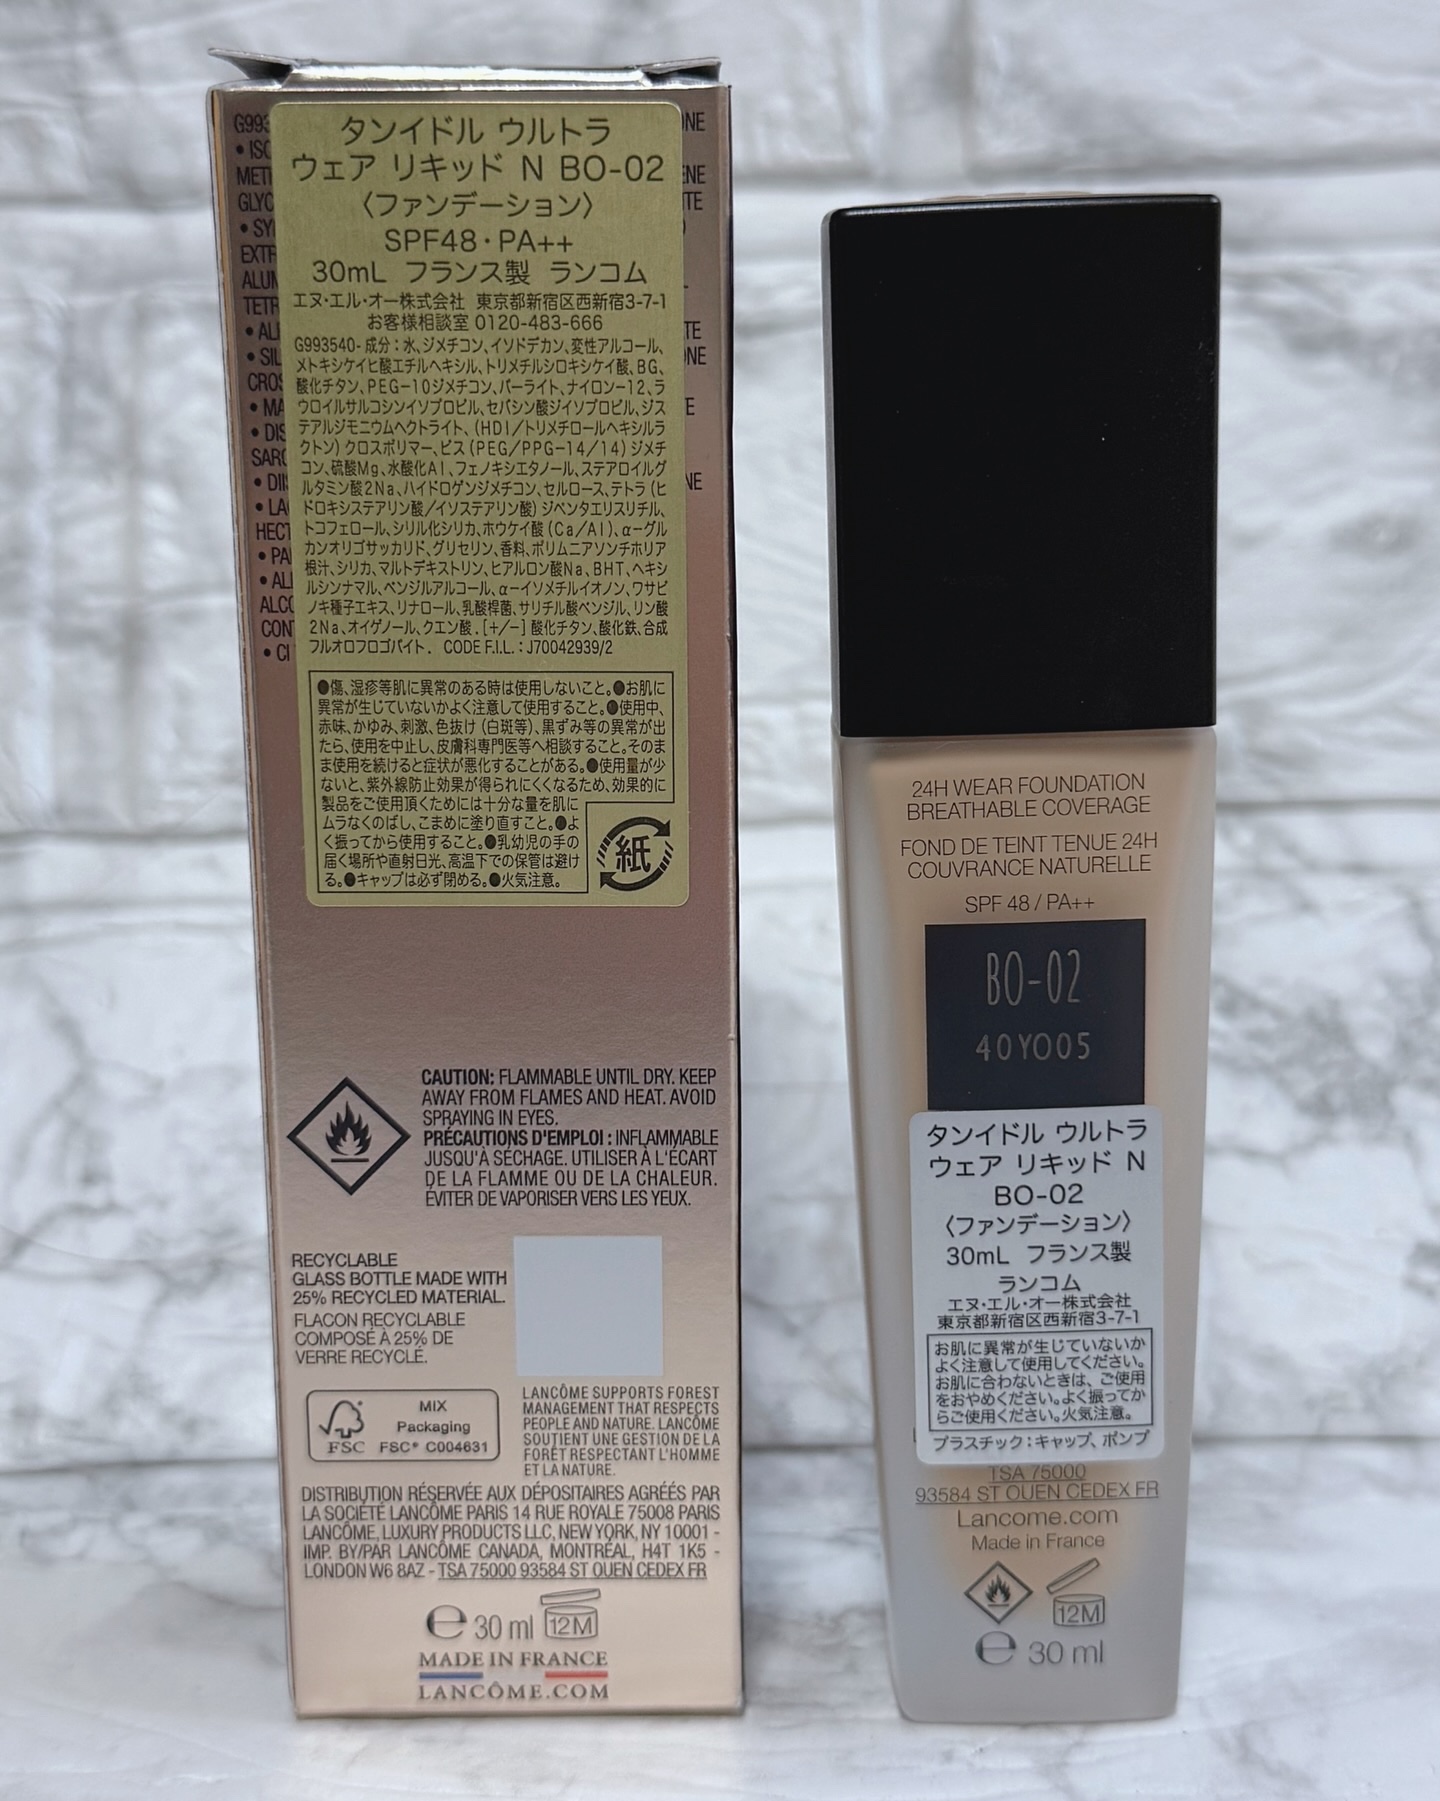 タンイドル ウルトラ
ウェア リキッド N BO-02
〈ファンデーション〉
SPF48・PA++
30mL フランス製 ランコム
エヌ・エル・オー株式会社 東京都新宿区西新宿3-7-1
お客様相談室 0120-483-666
G993540- 成分：水、ジメチコン、イソドデカン、変性アルコール、
メトキシケイヒ酸エチルヘキシル、トリメチルシロキシケイ酸、BG、
酸化チタン、PEG-10ジメチコン、パーライト、ナイロン-12、ラ
ウロイルサルコシンイソプロピル、セバシン酸ジイソプロピル、ジス
テアルジモニウムヘクトライト、(HDI/トリメチロールヘキシルラ
クトン)クロスポリマー、ビス(PEG/PPG-14/14)ジメチ
コン、硫酸Mg、水酸化Al、フェノキシエタノール、ステアロイルグ
ルタミン酸2Na、ハイドロゲンジメチコン、セルロース、テトラ(ヒ
ドロキシステアリン酸/イソステアリン酸)ジペンタエリスリチル、
トコフェロール、シリル化シリカ、ホウケイ酸(Ca/Al)、α-グル
カンオリゴサッカリド、グリセリン、香料、ポリムニアソンチホリア
根汁、シリカ、マルトデキストリン、ヒアルロン酸Na、BHT、ヘキシ
ルシンナマル、ベンジルアルコール、α-イソメチルイオノン、ワサビ
ノキ種子エキス、リナロール、乳酸桿菌、サリチル酸ベンジル、リン酸
2Na、オイゲノール、クエン酸．[+/-]酸化チタン、酸化鉄、合成
フルオロフロゴパイト． CODE F.I.L. : J70042939/2
●傷、湿疹等肌に異常のある時は使用しないこと。●お肌に
異常が生じていないかよく注意して使用すること。●使用中、
赤味、かゆみ、刺激、色抜け(白斑等)、黒ずみ等の異常が出
たら、使用を中止し、皮膚科専門医等へ相談すること。そのま
ま使用を続けると症状が悪化することがある。●使用量が少
ないと、紫外線防止効果が得られにくくなるため、効果的に
製品をご使用頂くためには十分な量を肌に
ムラなくのばし、こまめに塗り直すこと。●よ
く振ってから使用すること。●乳幼児の手の
届く場所や直射日光、高温下での保管は避け
る。●キャップは必ず閉める。●火気注意。
紙
CAUTION: FLAMMABLE UNTIL DRY. KEEP
AWAY FROM FLAMES AND HEAT. AVOID
SPRAYING IN EYES.
PRÉCAUTIONS D'EMPLOI : INFLAMMABLE
JUSQU'À SÉCHAGE. UTILISER À L'ÉCART
DE LA FLAMME OU DE LA CHALEUR.
ÉVITER DE VAPORISER VERS LES YEUX.
RECYCLABLE
GLASS BOTTLE MADE WITH
25% RECYCLED MATERIAL.
FLACON RECYCLABLE
COMPOSÉ À 25% DE
VERRE RECYCLÉ.
MIX
Packaging
FSC FSC® C004631
LANCÔME SUPPORTS FOREST
MANAGEMENT THAT RESPECTS
PEOPLE AND NATURE. LANCÔME
SOUTIENT UNE GESTION DE LA
FORÊT RESPECTANT L'HOMME
ET LA NATURE.
DISTRIBUTION RÉSERVÉE AUX DÉPOSITAIRES AGRÉÉS PAR
LA SOCIÉTÉ LANCÔME PARIS 14 RUE ROYALE 75008 PARIS
LANCÔME, LUXURY PRODUCTS LLC, NEW YORK, NY 10001 -
IMP. BY/PAR LANCÔME CANADA, MONTRÉAL, H4T 1K5 -
LONDON W6 8AZ - TSA 75000 93584 ST OUEN CEDEX FR
℮ 30 ml 12M
MADE IN FRANCE
LANCÔME.COM
24H WEAR FOUNDATION
BREATHABLE COVERAGE
FOND DE TEINT TENUE 24H
COUVRANCE NATURELLE
SPF 48 / PA++
BO-02
40YO05
タンイドル ウルトラ
ウェア リキッド N
BO-02
〈ファンデーション〉
30mL フランス製
ランコム
エヌ・エル・オー株式会社
東京都新宿区西新宿3-7-1
お肌に異常が生じていないか
よく注意して使用してください。
お肌に合わないときは、ご使用
をおやめください。よく振ってか
らご使用ください。火気注意。
プラスチック：キャップ、ポンプ
TSA 75000
93584 ST OUEN CEDEX FR
Lancome.com
Made in France
12M
℮ 30 ml